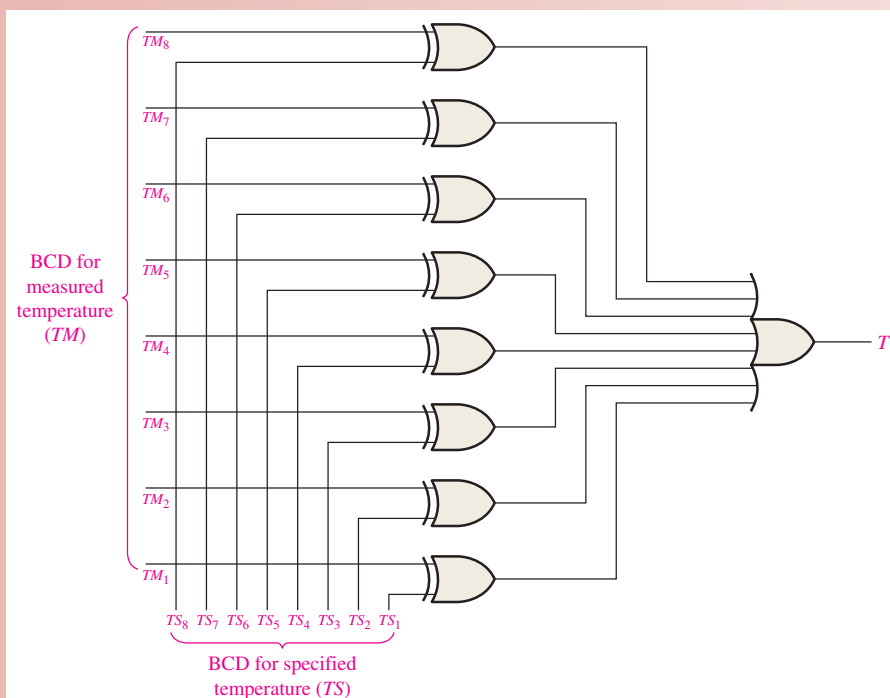 TM8
TM7
TM6
BCD for
measured
temperature
(TM)
TM5
TM4
T
TM3
TM2
TM1
TS8 TS7 TS6 TS5 TS4 TS3 TS2 TS1
BCD for specified
temperature (TS)